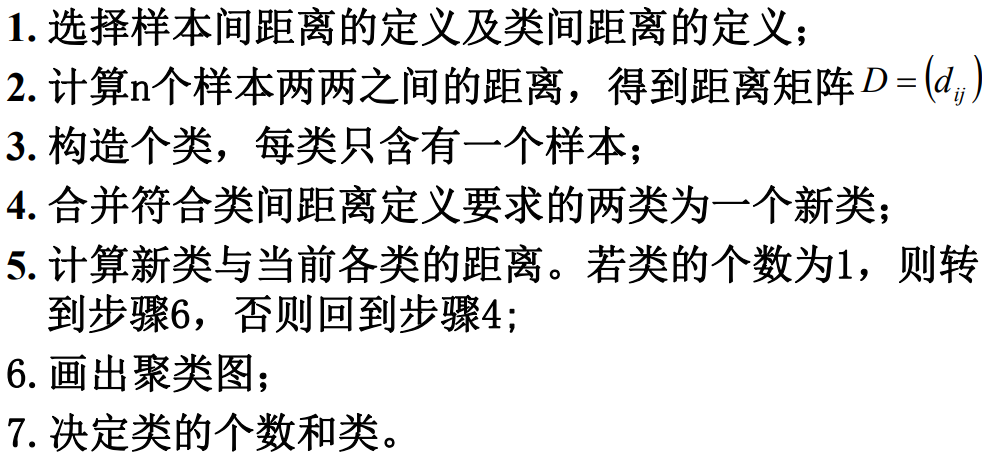 1. 选择样本间距离的定义及类间距离的定义；
2. 计算n个样本两两之间的距离，得到距离矩阵 D = (d_{ij})
3. 构造个类，每类只含有一个样本；
4. 合并符合类间距离定义要求的两类为一个新类；
5. 计算新类与当前各类的距离。若类的个数为1，则转
到步骤6，否则回到步骤4;
6. 画出聚类图；
7. 决定类的个数和类。